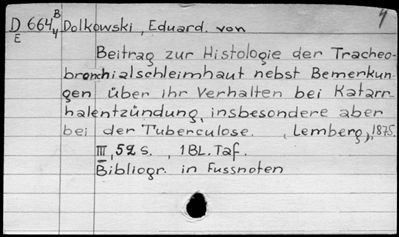 D 664 B Dolkowski, Eduard. von
E 4
Beitrag zur Histologie der Tracheo-
bronchialschleimhaut nebst Bemerkun-
gen über ihr Verhalten bei Katarr-
halentzündung, insbesondere aber
bei der Tuberculose. (Lemberg), 1875.
III, 52 s., 1 BL. Taf.
Bibliogr. in Fussnoten